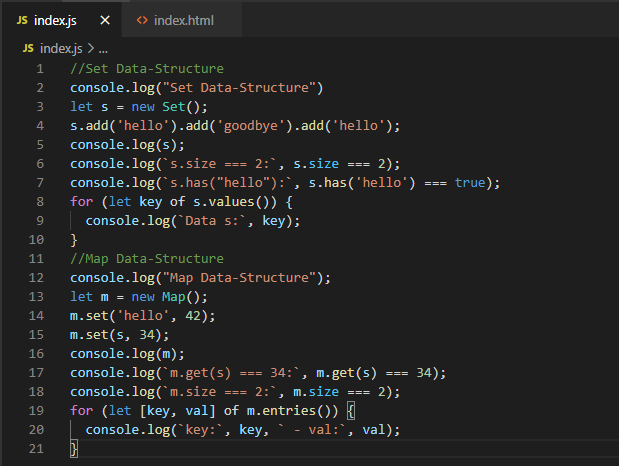 JS index.js × <> index.html
JS index.js > ...
1 //Set Data-Structure
2 console.log("Set Data-Structure")
3 let s = new Set();
4 s.add('hello').add('goodbye').add('hello');
5 console.log(s);
6 console.log(`s.size === 2:`, s.size === 2);
7 console.log(`s.has("hello"):`, s.has('hello') === true);
8 for (let key of s.values()) {
9   console.log(`Data s:`, key);
10 }
11 //Map Data-Structure
12 console.log("Map Data-Structure");
13 let m = new Map();
14 m.set('hello', 42);
15 m.set(s, 34);
16 console.log(m);
17 console.log(`m.get(s) === 34:`, m.get(s) === 34);
18 console.log(`m.size === 2:`, m.size === 2);
19 for (let [key, val] of m.entries()) {
20   console.log(`key:`, key, ` - val:`, val);
21 }